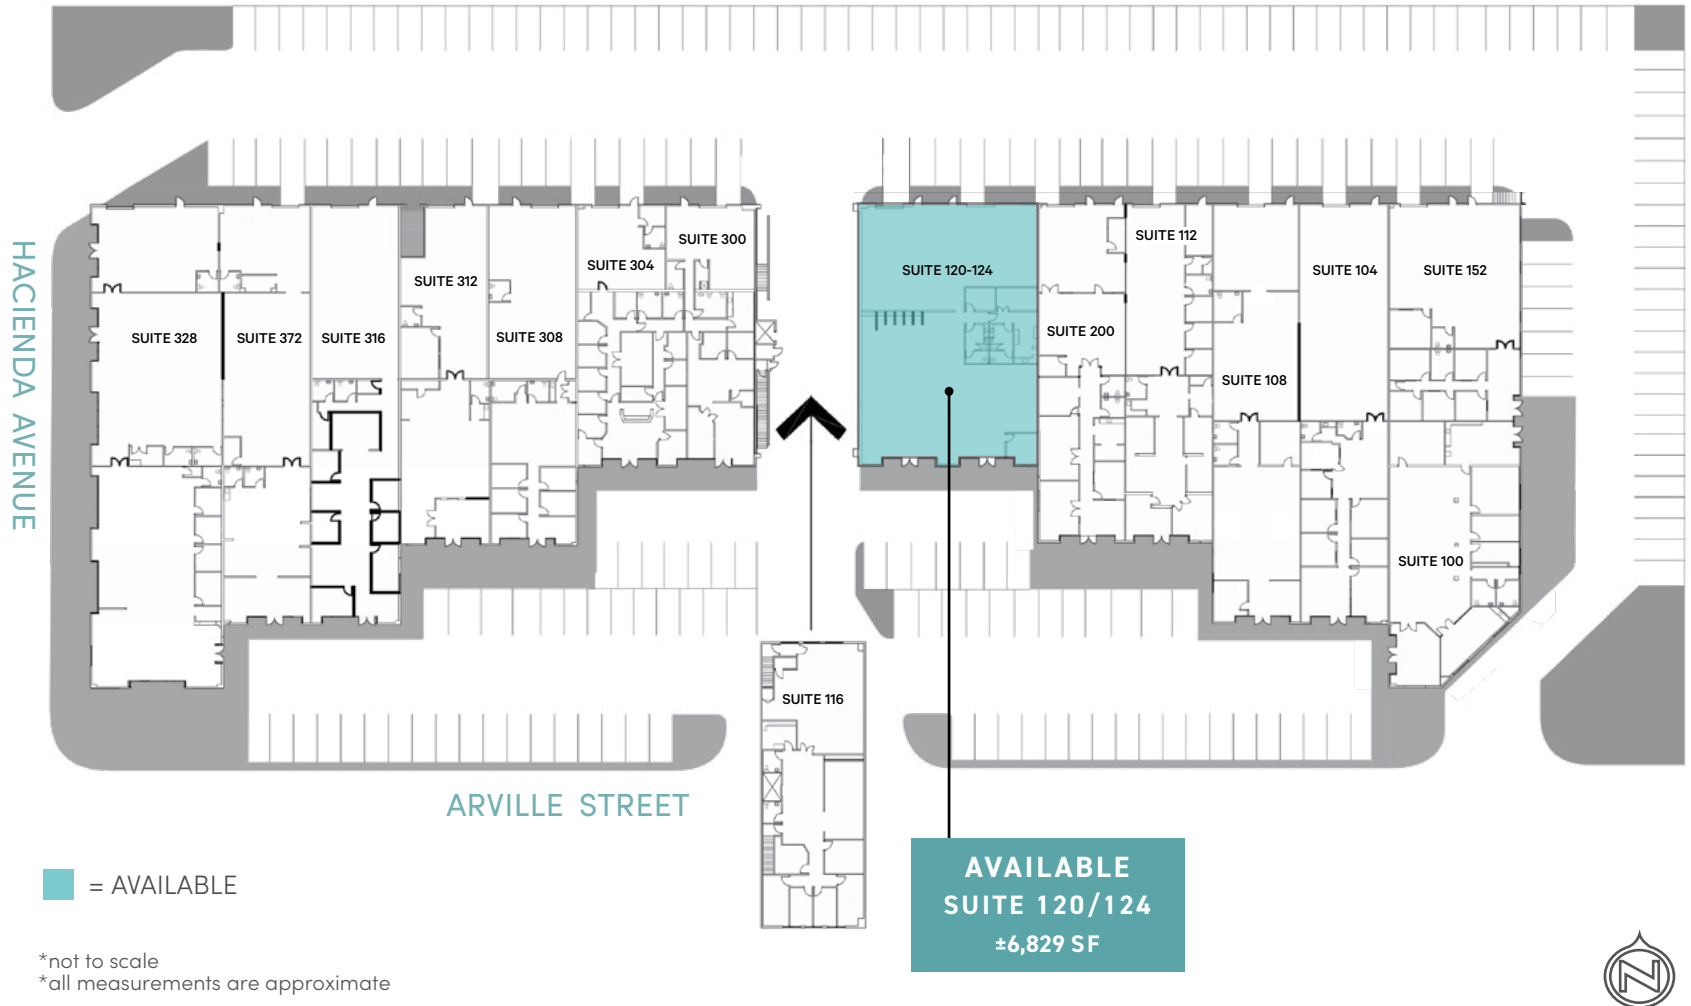 HACIENDA AVENUE
SUITE 328
SUITE 372
SUITE 316
SUITE 312
SUITE 308
SUITE 304
SUITE 300
SUITE 120-124
SUITE 200
SUITE 112
SUITE 108
SUITE 104
SUITE 152
SUITE 100
SUITE 116
ARVILLE STREET
= AVAILABLE
AVAILABLE
SUITE 120/124
±6,829 SF
*not to scale
*all measurements are approximate
N